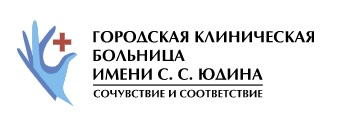 ГОРОДСКАЯ КЛИНИЧЕСКАЯ
БОЛЬНИЦА
ИМЕНИ С. С. ЮДИНА
СОЧУВСТВИЕ И СООТВЕТСТВИЕ